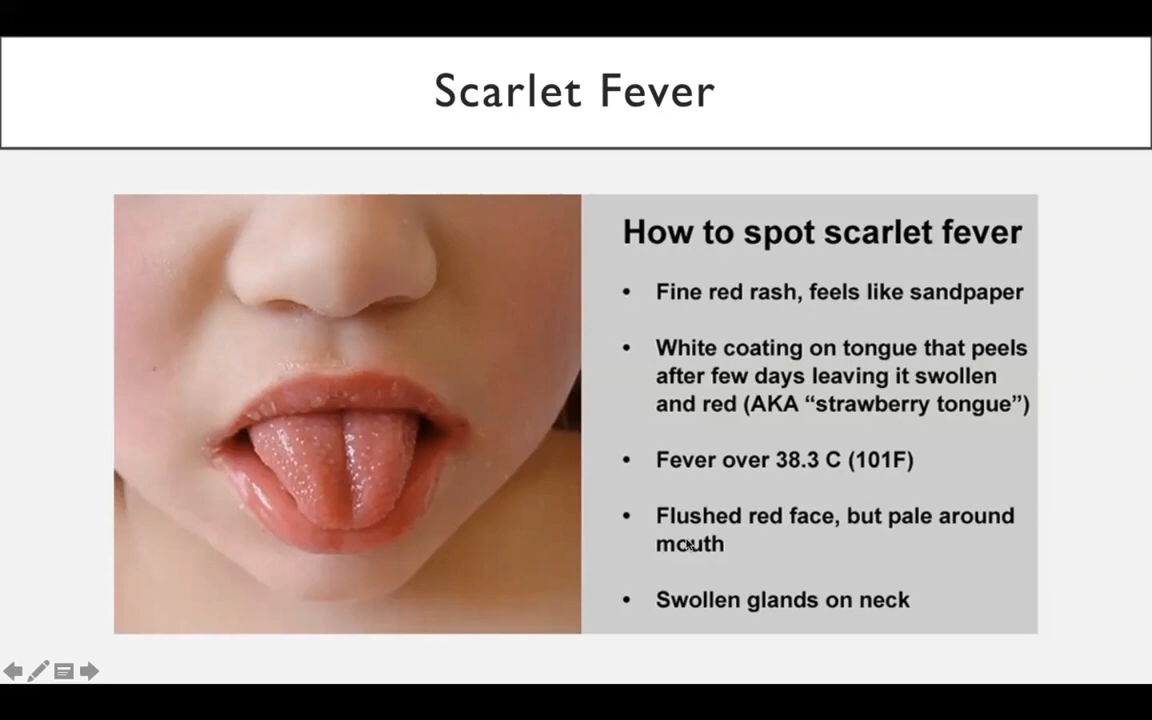 Scarlet Fever
How to spot scarlet fever
• Fine red rash, feels like sandpaper
• White coating on tongue that peels
after few days leaving it swollen
and red (AKA “strawberry tongue”)
• Fever over 38.3 C (101F)
• Flushed red face, but pale around
mouth
• Swollen glands on neck